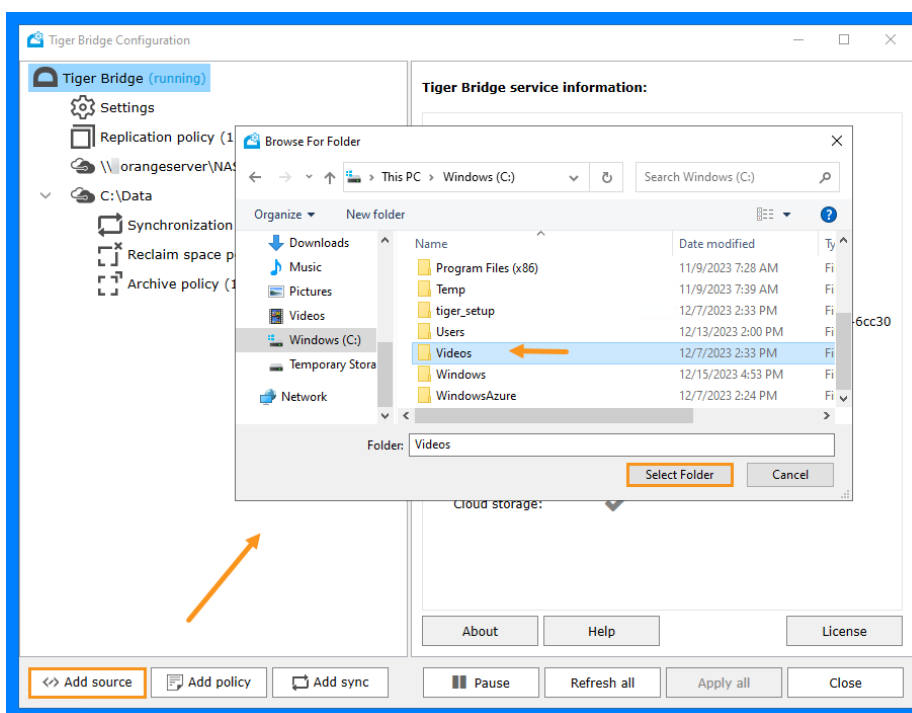 Tiger Bridge Configuration
Tiger Bridge (running)
Settings
Replication policy (1
\\ orangeserver\NAS
C:\Data
Synchronization
Reclaim space p
Archive policy (1
Tiger Bridge service information:
Browse For Folder
This PC > Windows (C:)
Search Windows (C:)
Organize
New folder
Downloads
Music
Pictures
Videos
Windows (C:)
Temporary Stora
Network
Name Date modified Ty
Program Files (x86) 11/9/2023 7:28 AM Fi
Temp 11/9/2023 7:39 AM Fi
tiger_setup 12/7/2023 2:33 PM Fi
Users 12/13/2023 2:00 PM Fi
Videos 12/7/2023 2:33 PM Fi
Windows 12/15/2023 4:53 PM Fi
WindowsAzure 12/7/2023 2:24 PM Fi
Folder: Videos
Select Folder Cancel
-6cc30
Cloud storage:
About Help License
Add source Add policy Add sync Pause Refresh all Apply all Close